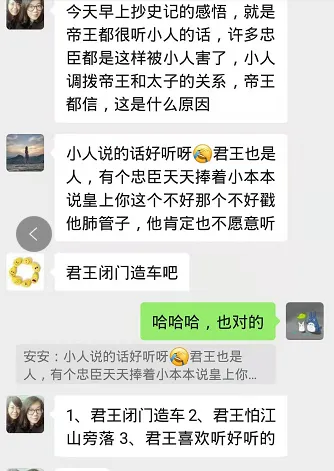 今天早上抄史记的感悟，就是
帝王都很听小人的话，许多忠
臣都是这样被小人害了，小人
调拨帝王和太子的关系，帝王
都信，这是什么原因
小人说的话好听呀🤣君王也是
人，有个忠臣天天捧着小本本
说皇上你这个不好那个不好戳
他肺管子，他肯定也不愿意听
君王闭门造车吧
哈哈哈，也对的
安安：小人说的话好听呀🤣君王也是
人，有个忠臣天天捧着小本本说皇上你...
1、君王闭门造车 2、君王怕江
山旁落 3、君王喜欢听好听的